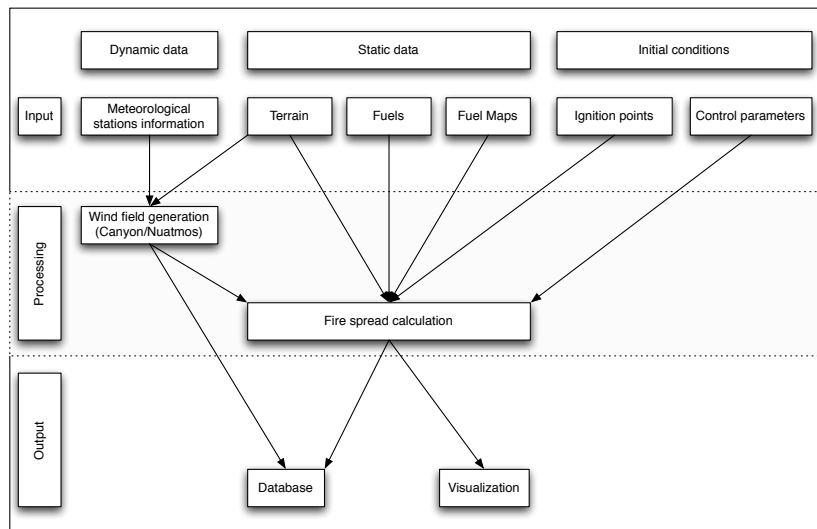 Dynamic data
Static data
Initial conditions
Input
Meteorological
stations information
Terrain
Fuels
Fuel Maps
Ignition points
Control parameters
Processing
Wind field generation
(Canyon/Nuatmos)
Fire spread calculation
Output
Database
Visualization